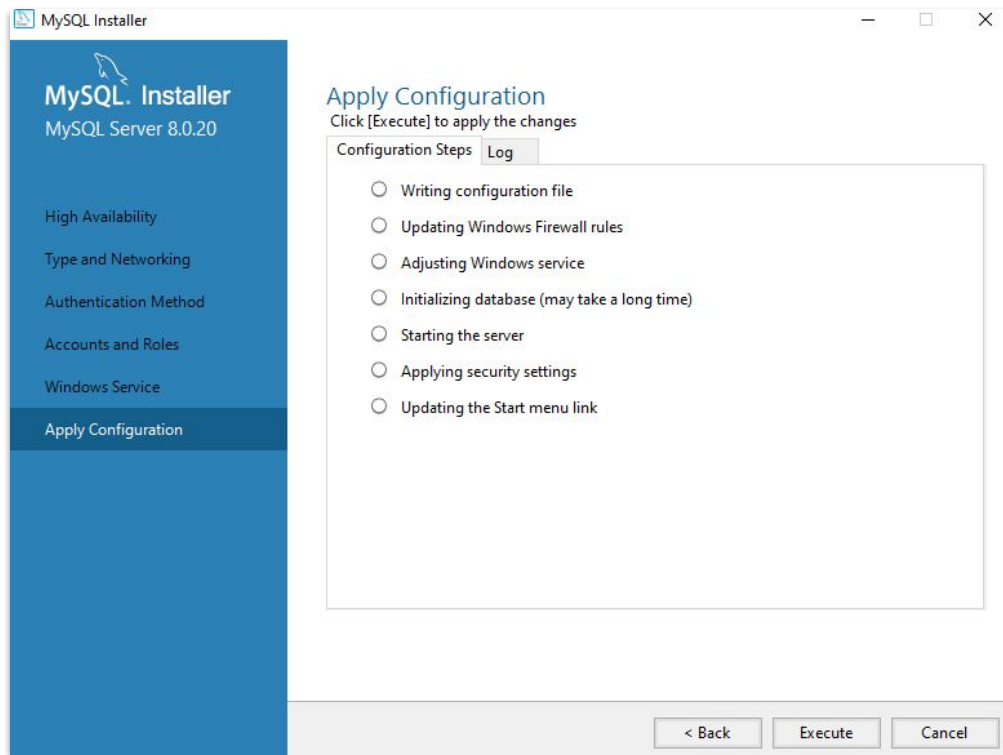 MySQL Installer
MySQL. Installer
MySQL Server 8.0.20
High Availability
Type and Networking
Authentication Method
Accounts and Roles
Windows Service
Apply Configuration
Apply Configuration
Click [Execute] to apply the changes
Configuration Steps Log
Writing configuration file
Updating Windows Firewall rules
Adjusting Windows service
Initializing database (may take a long time)
Starting the server
Applying security settings
Updating the Start menu link
< Back Execute Cancel